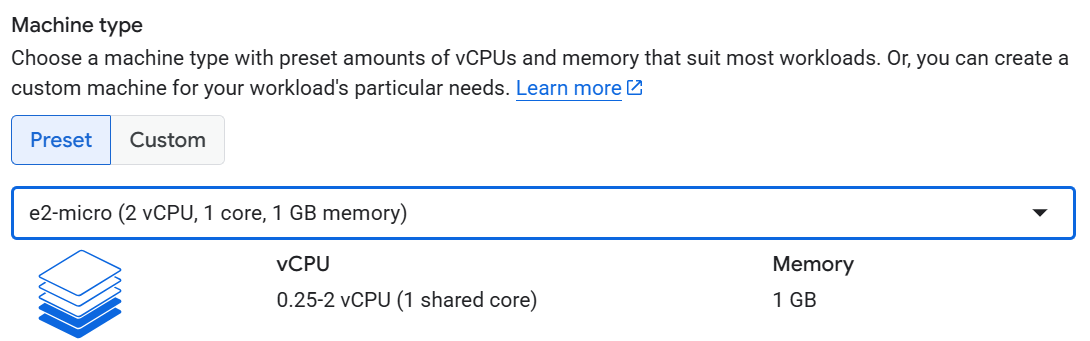 Machine type
Choose a machine type with preset amounts of vCPUs and memory that suit most workloads. Or, you can create a
custom machine for your workload's particular needs. Learn more
Preset Custom
e2-micro (2 vCPU, 1 core, 1 GB memory)
vCPU Memory
0.25-2 vCPU (1 shared core) 1 GB